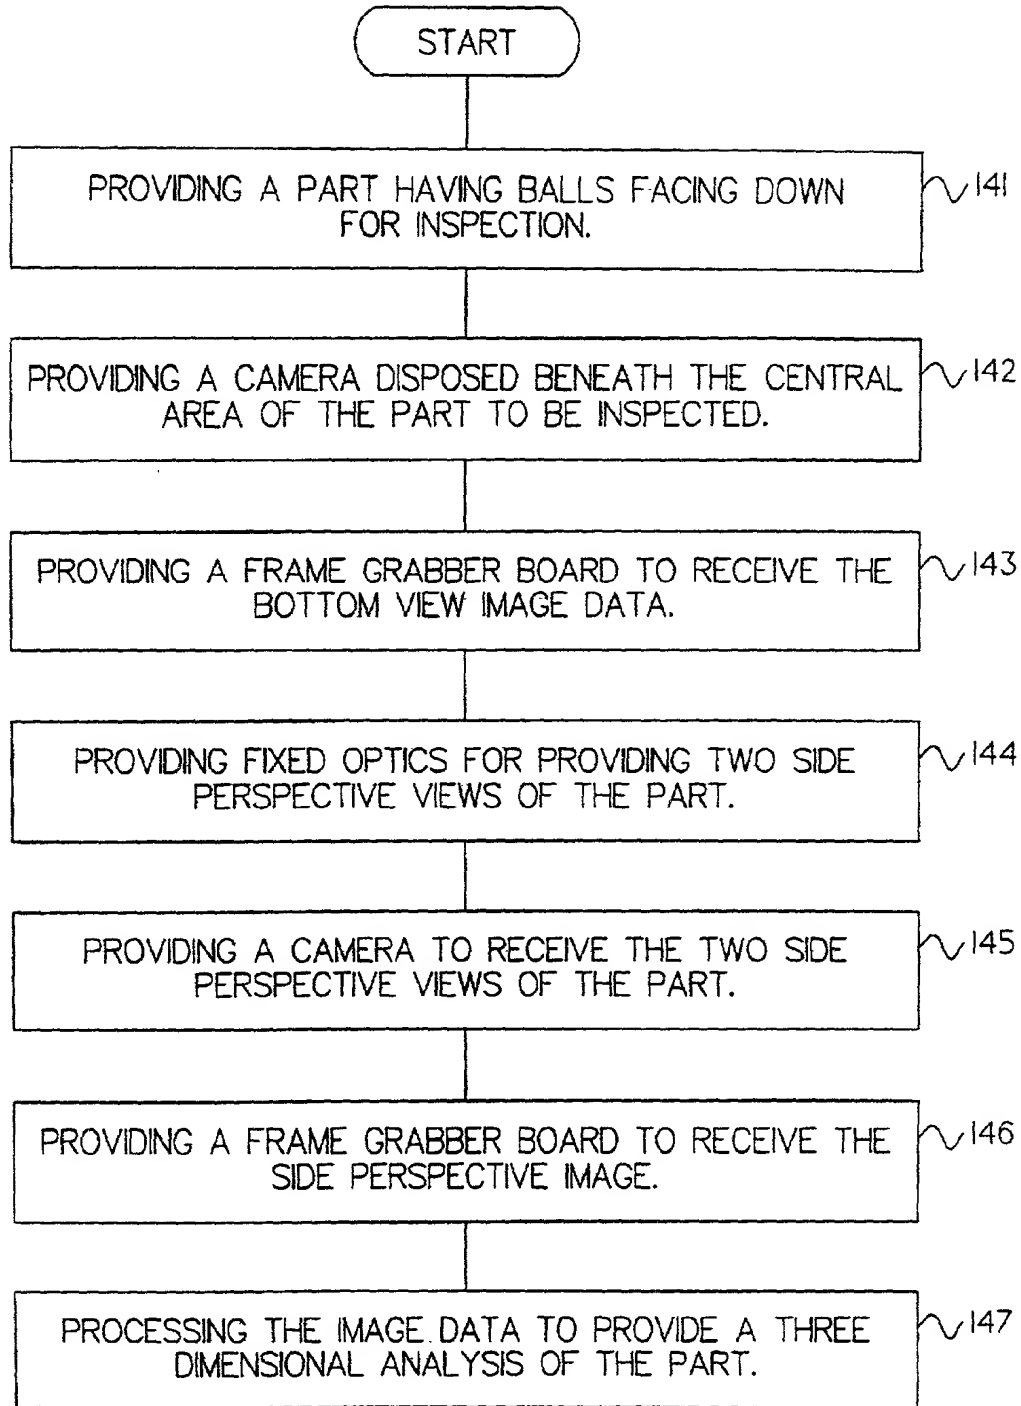 START
PROVIDING A PART HAVING BALLS FACING DOWN
FOR INSPECTION.
141
PROVIDING A CAMERA DISPOSED BENEATH THE CENTRAL
AREA OF THE PART TO BE INSPECTED.
142
PROVIDING A FRAME GRABBER BOARD TO RECEIVE THE
BOTTOM VIEW IMAGE DATA.
143
PROVIDING FIXED OPTICS FOR PROVIDING TWO SIDE
PERSPECTIVE VIEWS OF THE PART.
144
PROVIDING A CAMERA TO RECEIVE THE TWO SIDE
PERSPECTIVE VIEWS OF THE PART.
145
PROVIDING A FRAME GRABBER BOARD TO RECEIVE THE
SIDE PERSPECTIVE IMAGE.
146
PROCESSING THE IMAGE DATA TO PROVIDE A THREE
DIMENSIONAL ANALYSIS OF THE PART.
147